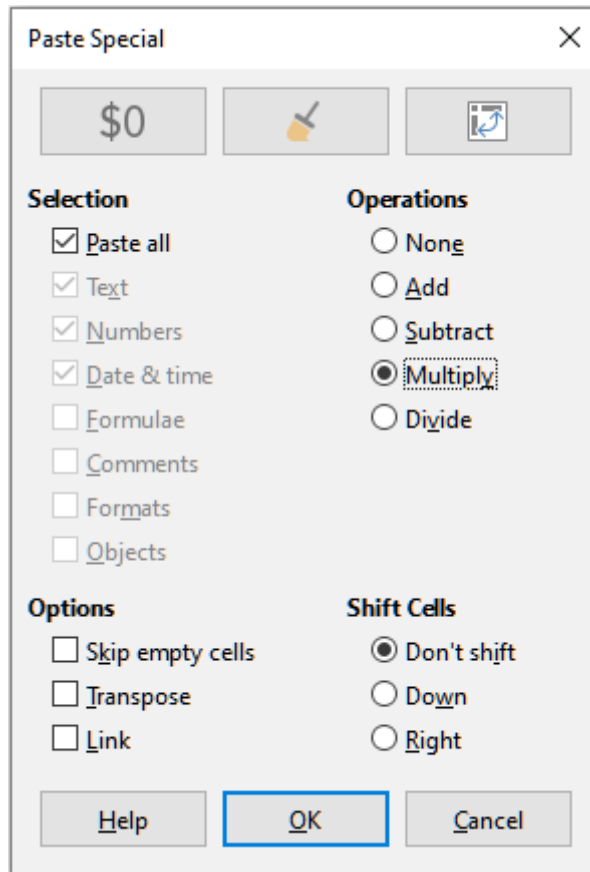 Paste Special
$0
Selection
Paste all
Text
Numbers
Date & time
Formulae
Comments
Formats
Objects
Operations
None
Add
Subtract
Multiply
Divide
Options
Skip empty cells
Transpose
Link
Shift Cells
Don't shift
Down
Right
Help
OK
Cancel